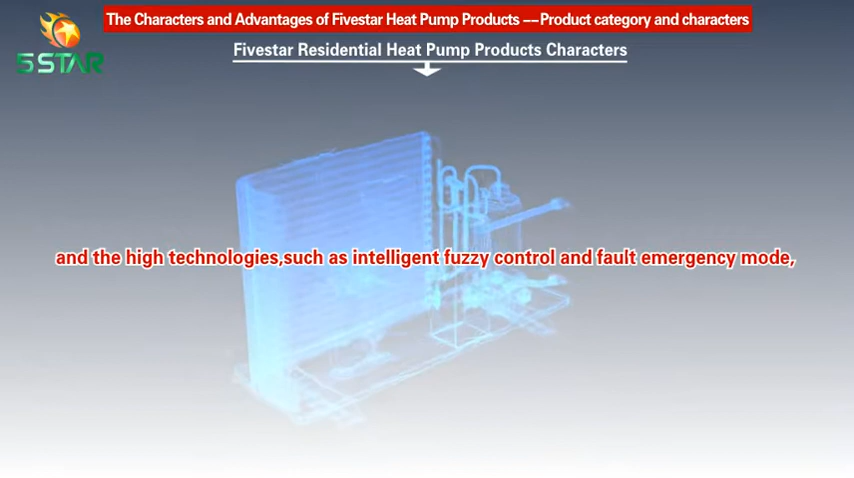 The Characters and Advantages of Fivestar Heat Pump Products ––Product category and characters
Fivestar Residential Heat Pump Products Characters
5STAR
and the high technologies,such as intelligent fuzzy control and fault emergency mode,